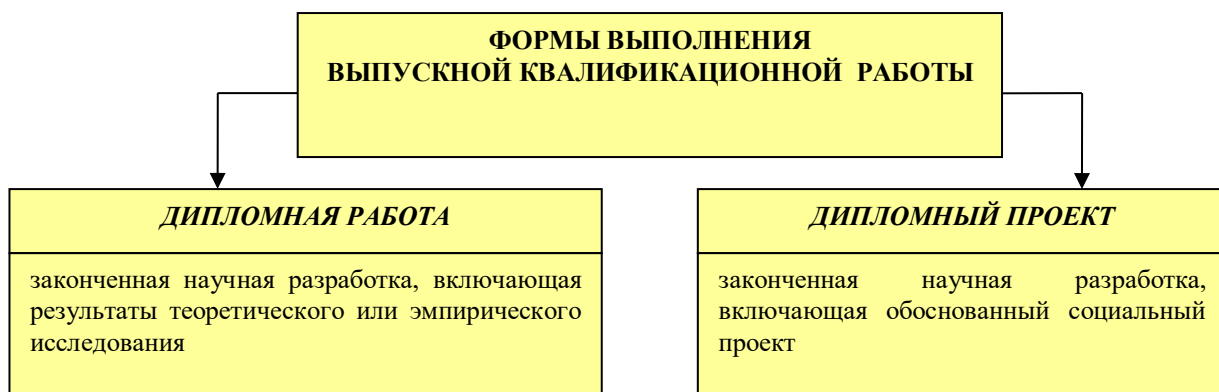 ФОРМЫ ВЫПОЛНЕНИЯ
ВЫПУСКНОЙ КВАЛИФИКАЦИОННОЙ РАБОТЫ
ДИПЛОМНАЯ РАБОТА
законченная научная разработка, включающая
результаты теоретического или эмпирического
исследования
ДИПЛОМНЫЙ ПРОЕКТ
законченная научная разработка,
включающая обоснованный социальный
проект